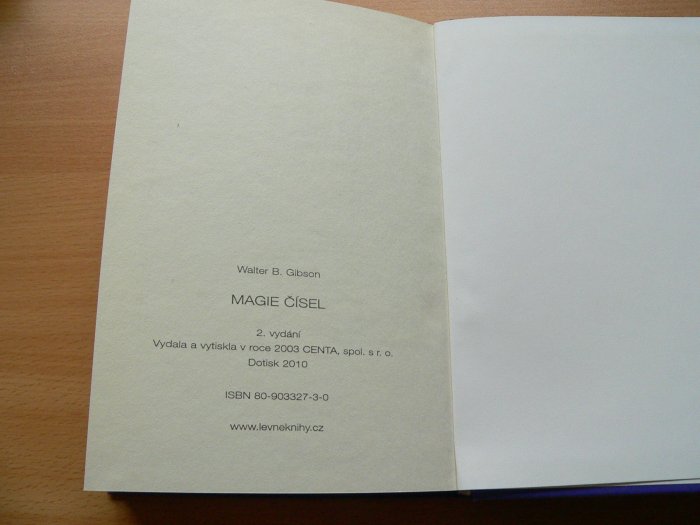 Walter B. Gibson
MAGIE ČÍSEL
2. vydání
Vydala a vytiskla v roce 2003 CENTA, spol. s r. o.
Dotisk 2010
ISBN 80-903327-3-0
www.levneknihy.cz